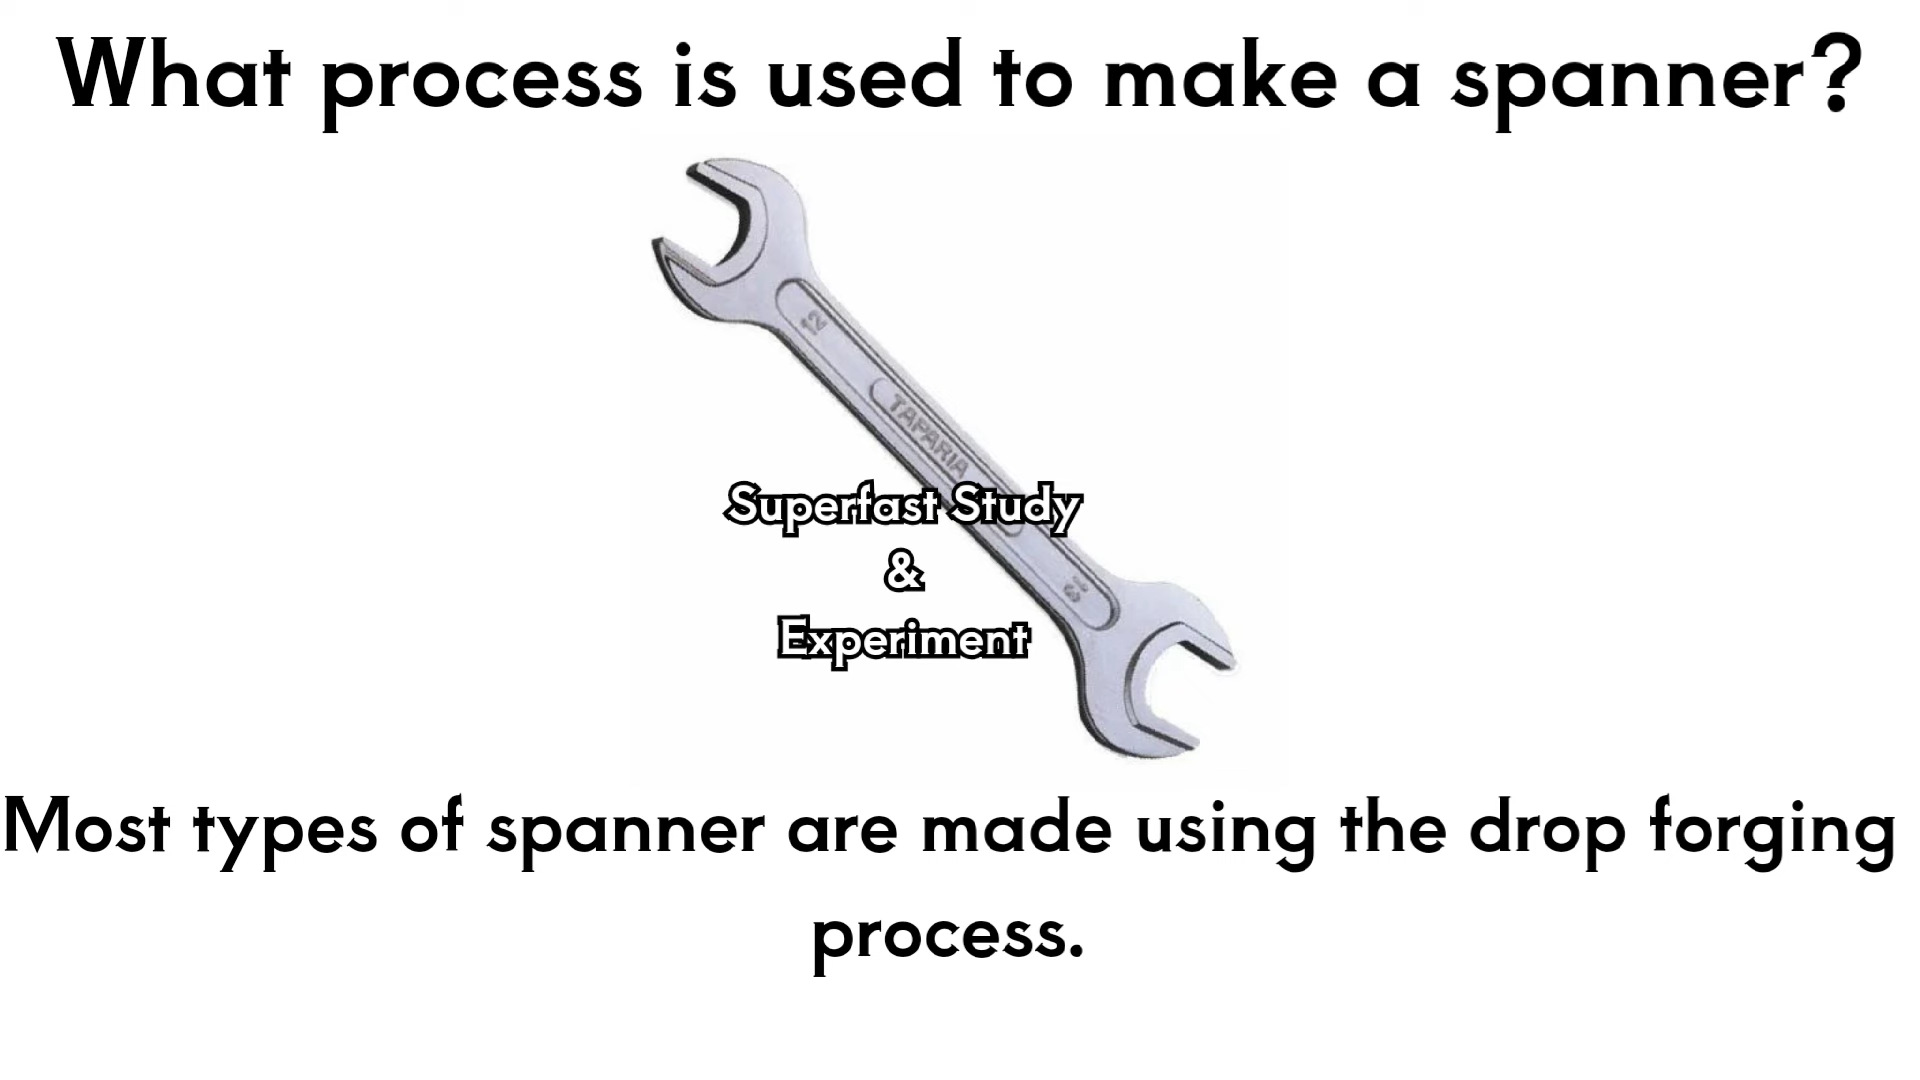 What process is used to make a spanner?
12
TAPARIA
Superfast Study
&
Experiment
13
Most types of spanner are made using the drop forging
process.